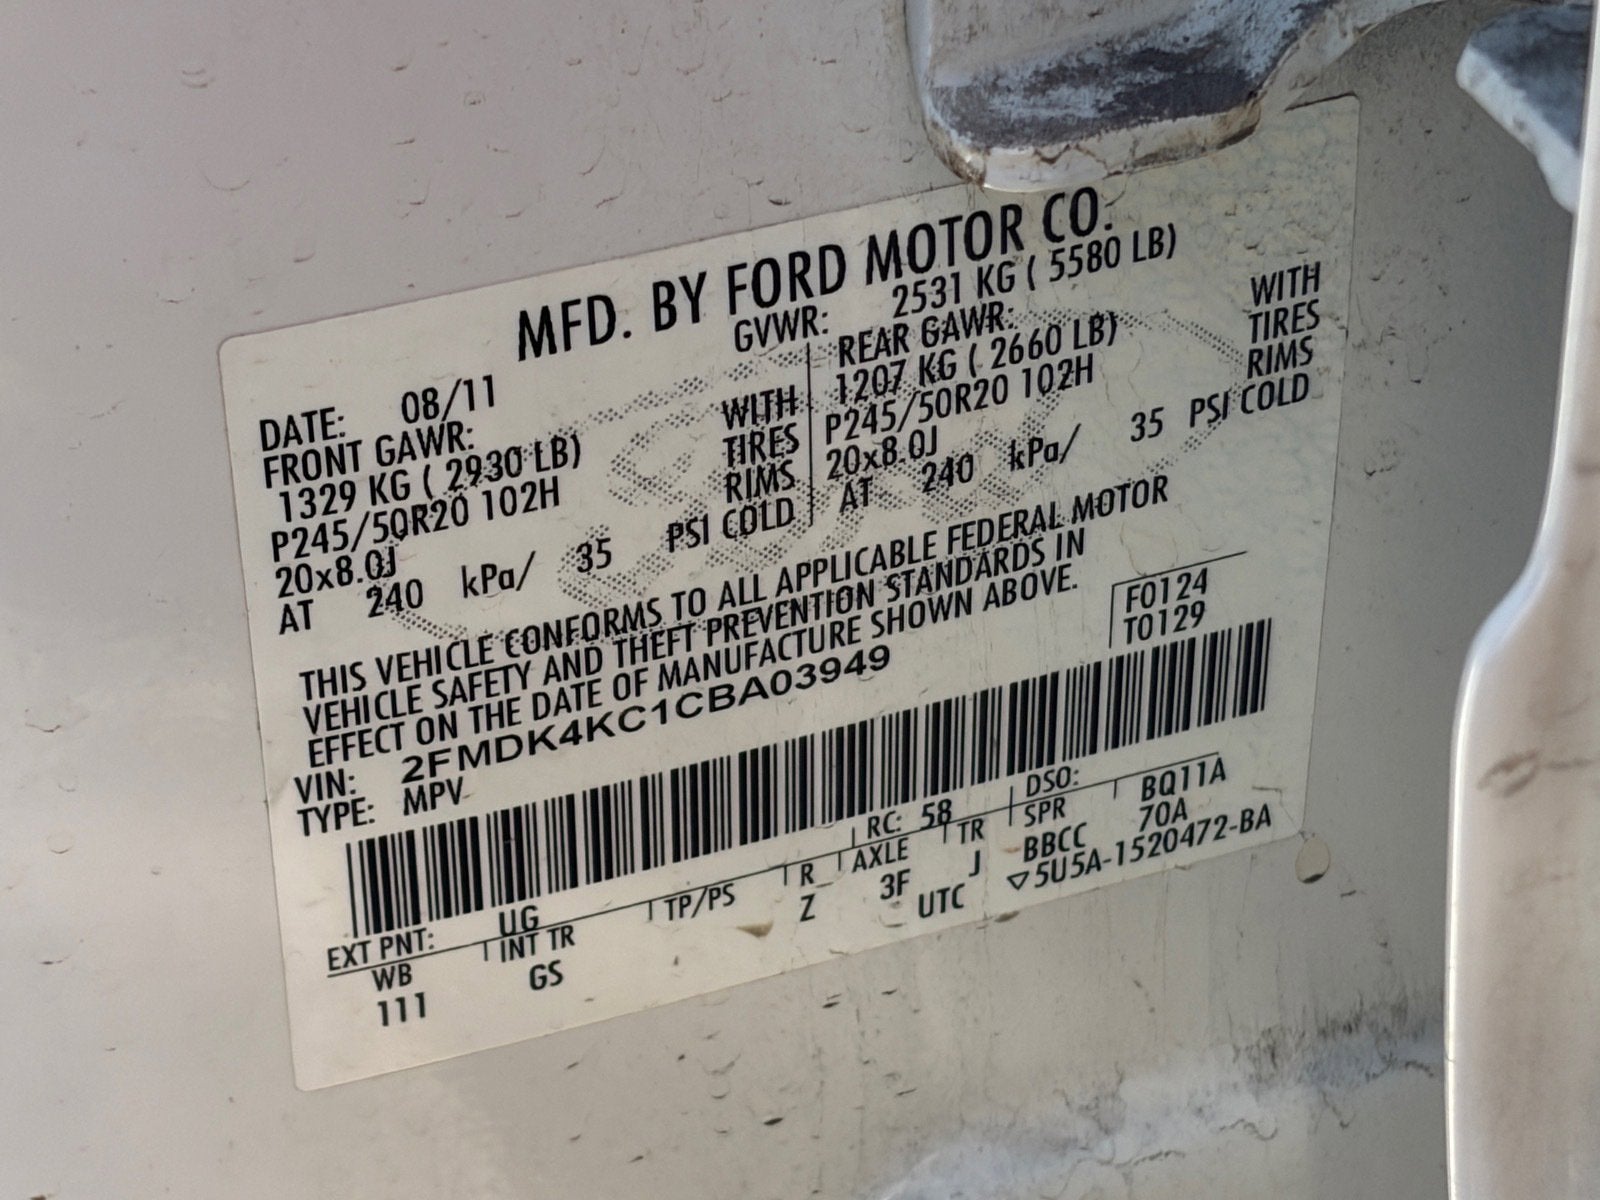 MFD. BY FORD MOTOR CO.
DATE: 08/11 GVWR: 2531 KG ( 5580 LB)
FRONT GAWR: REAR GAWR:
1329 KG ( 2930 LB) WITH 1207 KG ( 2660 LB) WITH
P245/50R20 102H TIRES P245/50R20 102H TIRES
20x8.0J RIMS 20x8.0J RIMS
AT 240 kPa/ 35 PSI COLD AT 240 kPa/ 35 PSI COLD
THIS VEHICLE CONFORMS TO ALL APPLICABLE FEDERAL MOTOR
VEHICLE SAFETY AND THEFT PREVENTION STANDARDS IN
EFFECT ON THE DATE OF MANUFACTURE SHOWN ABOVE.
F0124
T0129
VIN: 2FMDK4KC1CBA03949
TYPE: MPV
EXT PNT: UG RC: 58 DSO:
WB INT TR TP/PS R AXLE TR SPR BQ11A
111 GS Z 3F J BBCC 70A
UTC ▽5U5A-1520472-BA